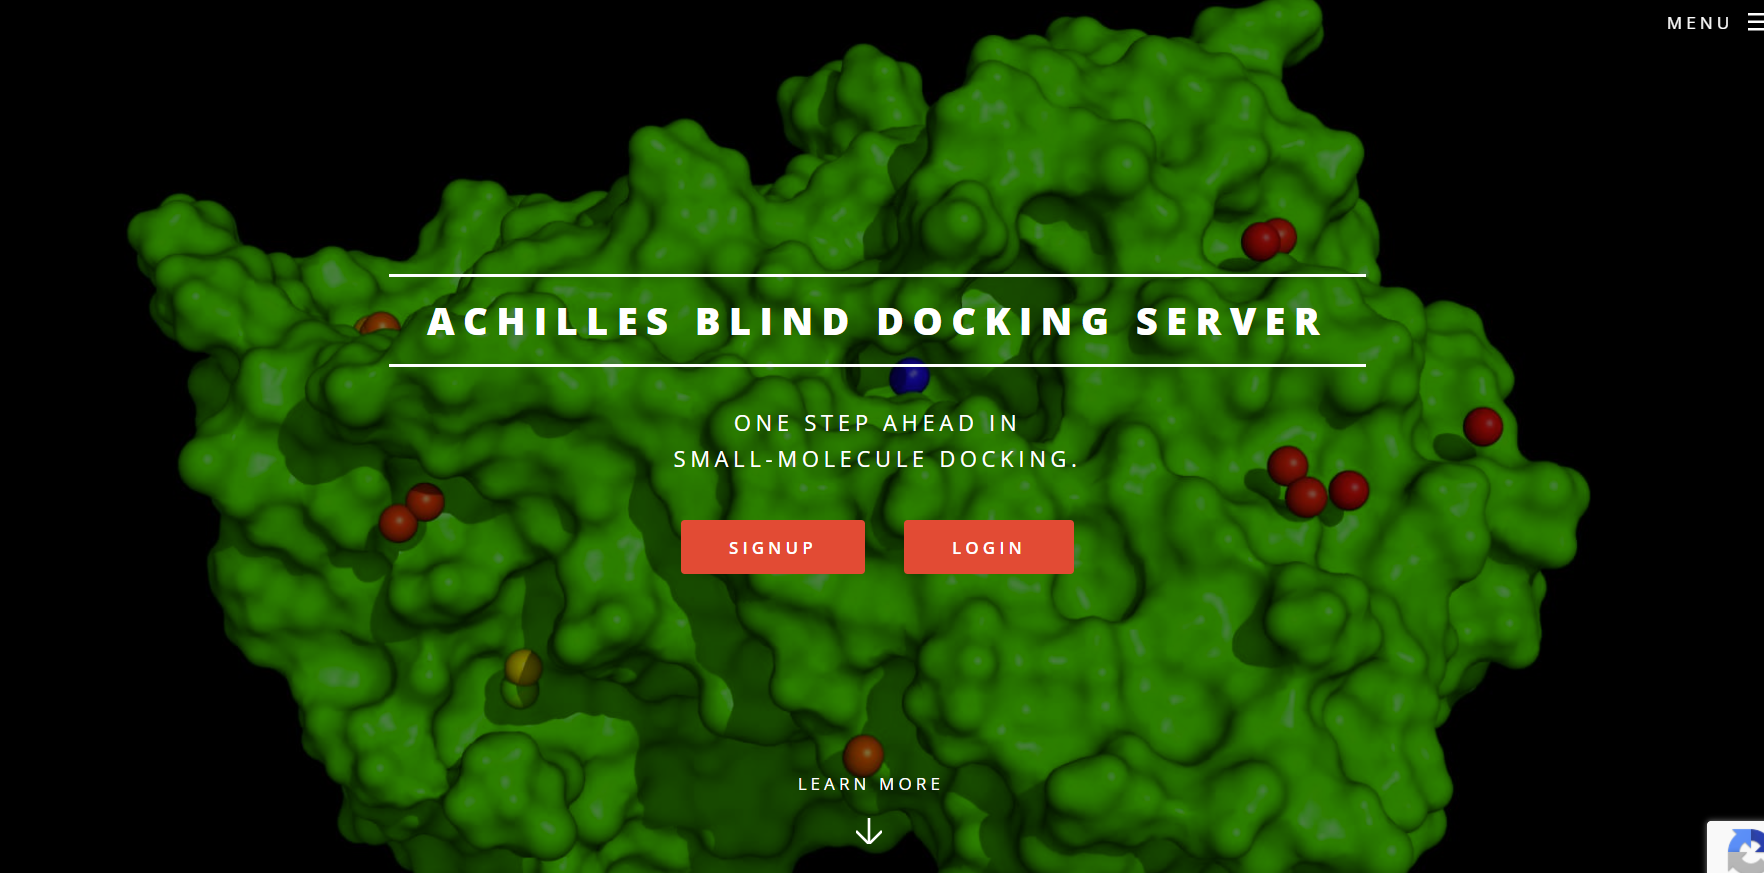 MENU
ACHILLES BLIND DOCKING SERVER
ONE STEP AHEAD IN
SMALL-MOLECULE DOCKING.
SIGNUP
LOGIN
LEARN MORE